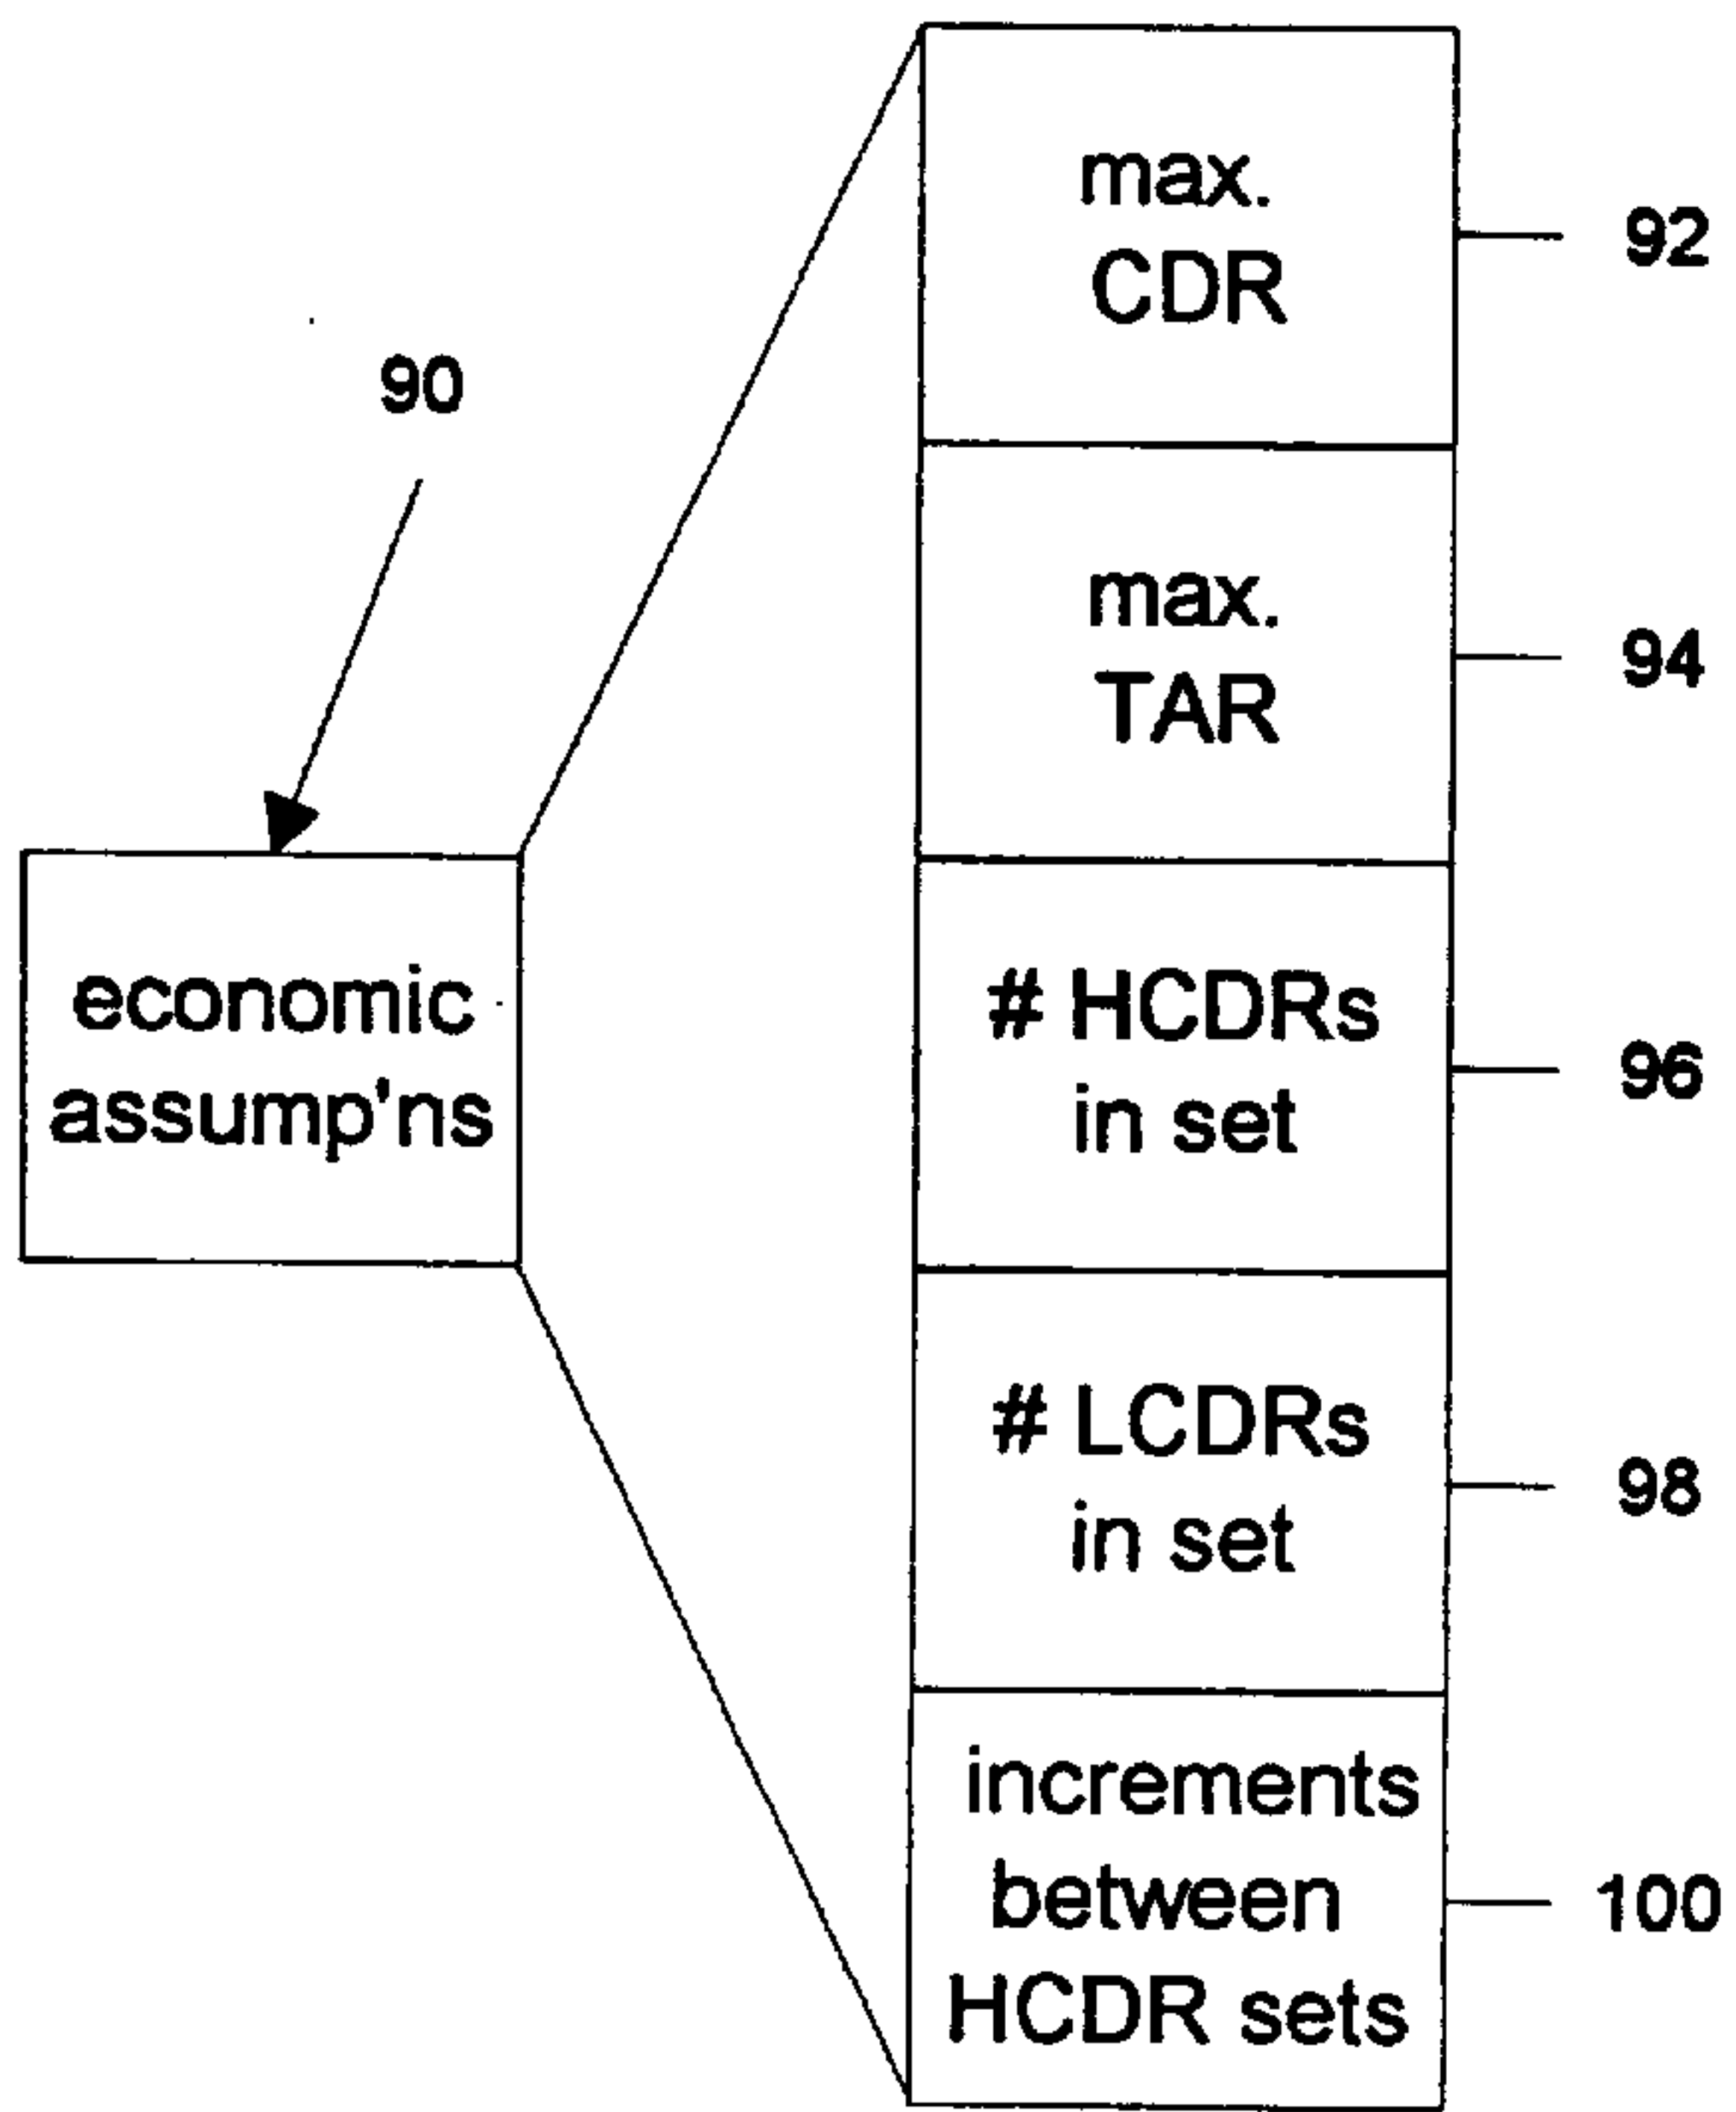 90
economic
assump'ns
max.
CDR
92
max.
TAR
94
# HCDRs
in set
96
# LCDRs
in set
98
increments
between
HCDR sets
100